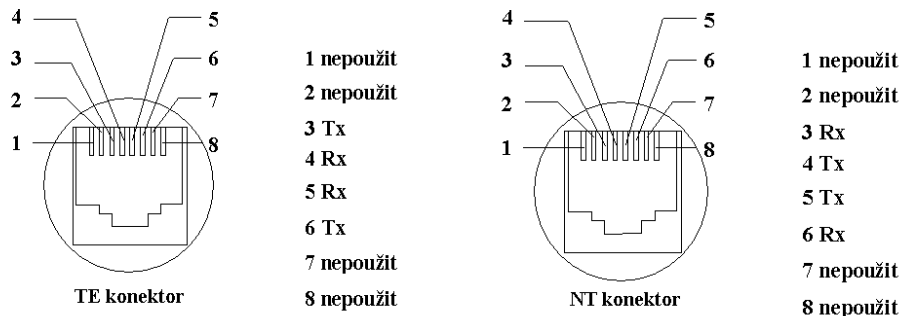 4
5
3
6
2
7
1
8
TE konektor
1 nepoužit
2 nepoužit
3 Tx
4 Rx
5 Rx
6 Tx
7 nepoužit
8 nepoužit
4
5
3
6
2
7
1
8
NT konektor
1 nepoužit
2 nepoužit
3 Rx
4 Tx
5 Tx
6 Rx
7 nepoužit
8 nepoužit